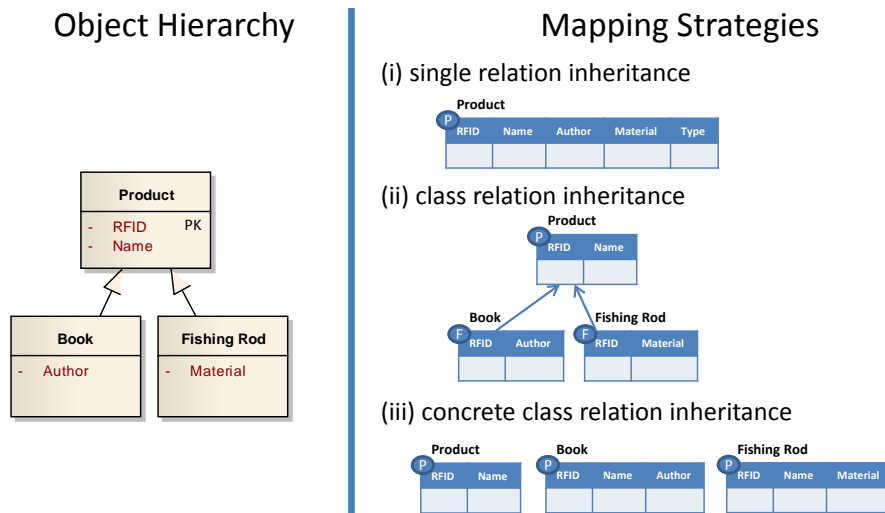 Object Hierarchy
Product
- RFID PK
- Name
Book
- Author
Fishing Rod
- Material
Mapping Strategies
(i) single relation inheritance
Product
P
RFID Name Author Material Type
(ii) class relation inheritance
Product
P
RFID Name
Book
F
RFID Author
Fishing Rod
F
RFID Material
(iii) concrete class relation inheritance
Product
P
RFID Name
Book
P
RFID Name Author
Fishing Rod
P
RFID Name Material